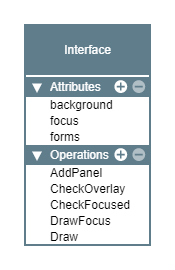 Interface
Attributes
background
focus
forms
Operations
AddPanel
CheckOverlay
CheckFocused
DrawFocus
Draw